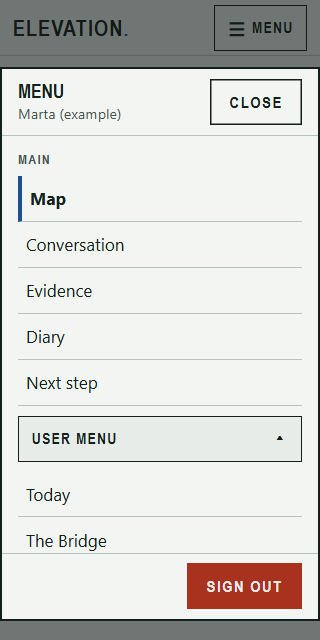 ELEVATION.
MENU
MENU
Marta (example)
CLOSE
MAIN
Map
Conversation
Evidence
Diary
Next step
USER MENU
Today
The Bridge
SIGN OUT